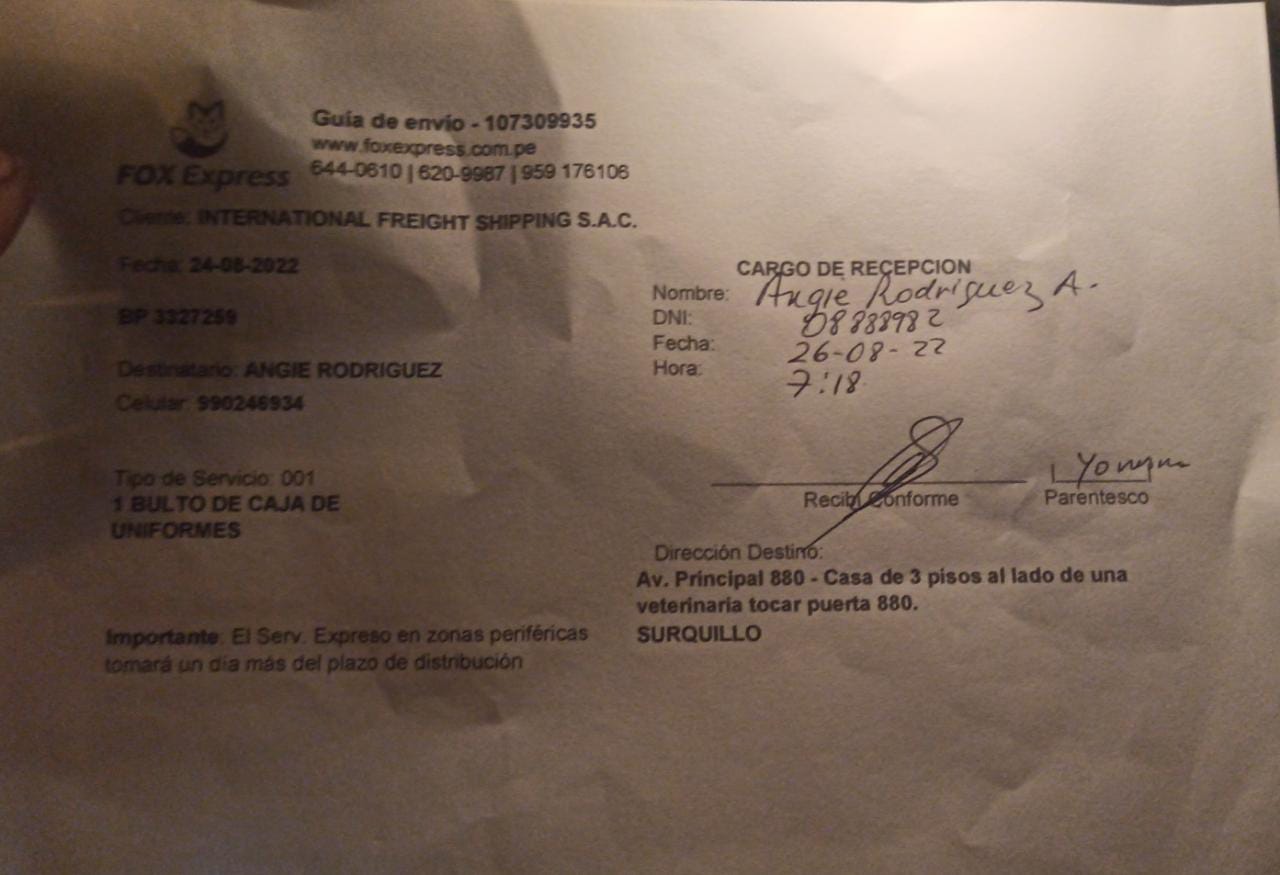 FOX Express
Guía de envío - 107309935
www.foxexpress.com.pe
644-0610 | 620-9987 | 959 176106
Cliente: INTERNATIONAL FREIGHT SHIPPING S.A.C.
Fecha: 24-08-2022
BP 3327259
Destinatario: ANGIE RODRIGUEZ
Celular: 990246934
Tipo de Servicio: 001
1 BULTO DE CAJA DE
UNIFORMES
Importante: El Serv. Expreso en zonas periféricas
tomará un día más del plazo de distribución
CARGO DE RECEPCION
Nombre: Angie Rodriguez A.
DNI: 08888982
Fecha: 26-08-22
Hora: 7:18
Recibí Conforme
Parentesco
Dirección Destino:
Av. Principal 880 - Casa de 3 pisos al lado de una
veterinaria tocar puerta 880.
SURQUILLO